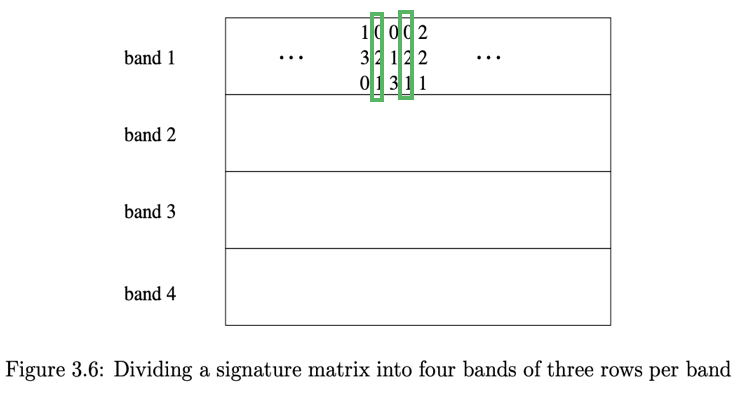 1 0 0 0 2
band 1 ... 3 2 1 2 2 ...
0 1 3 1 1
band 2
band 3
band 4
Figure 3.6: Dividing a signature matrix into four bands of three rows per band